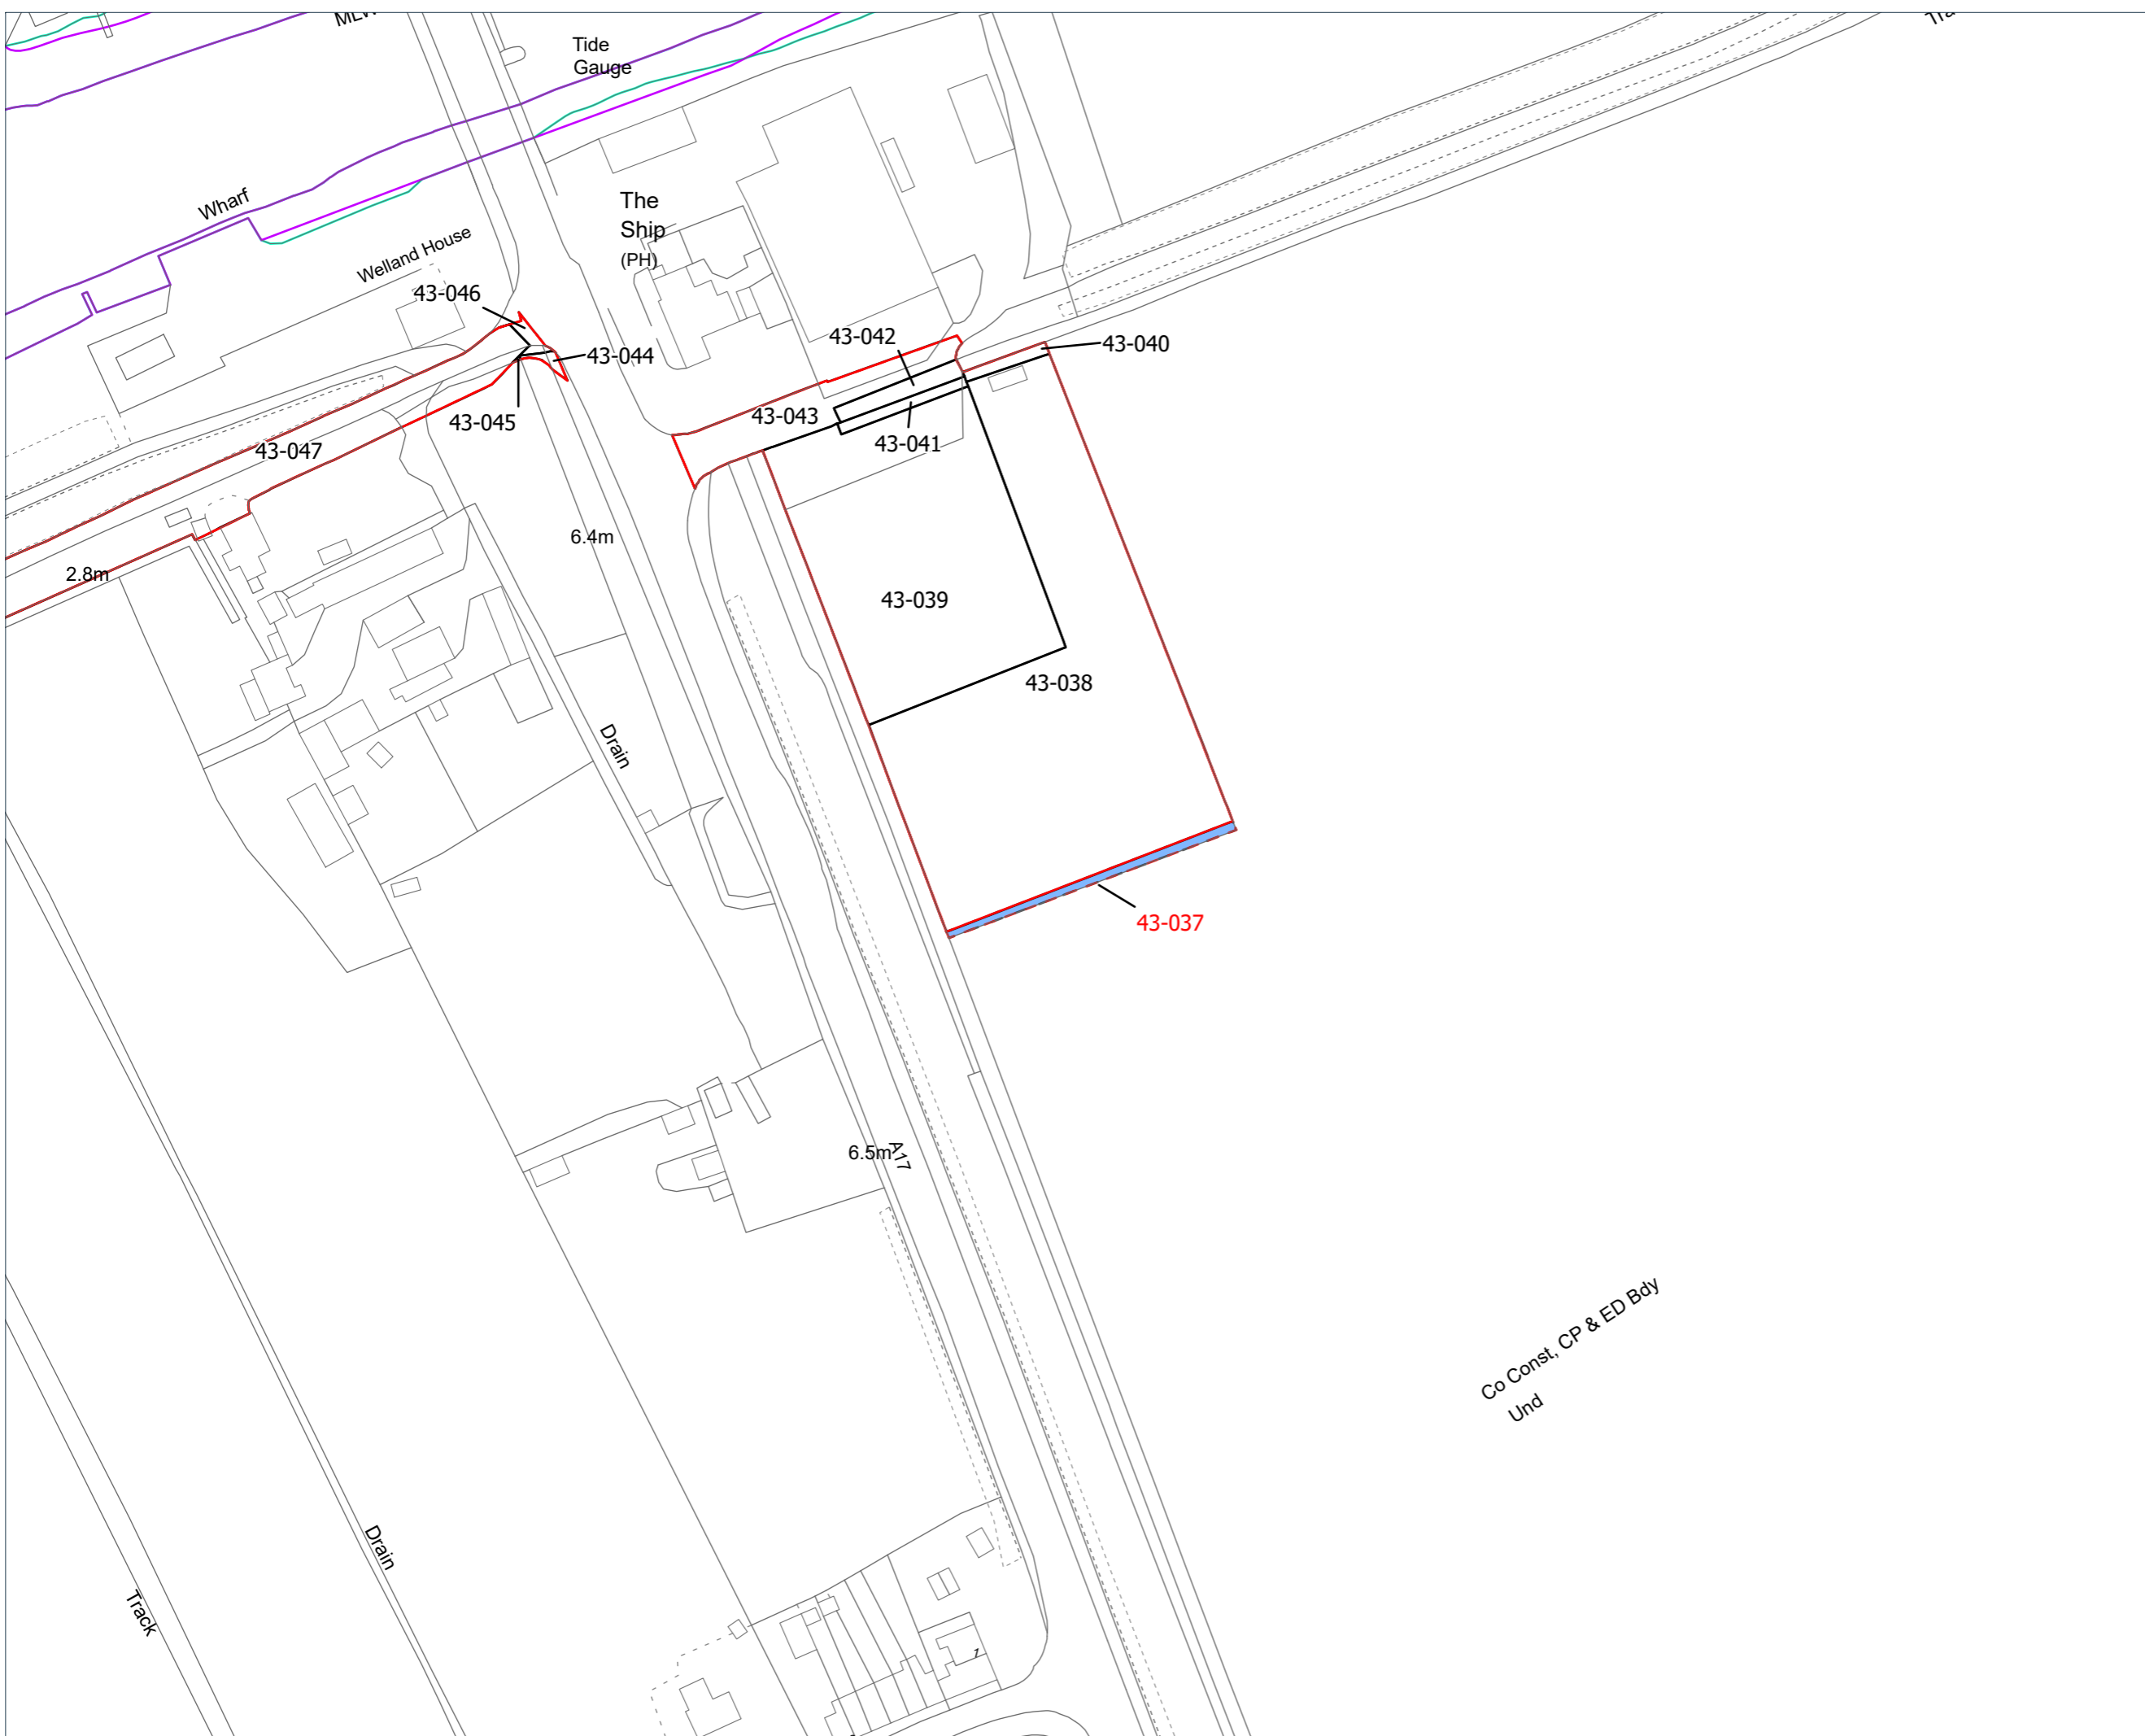 Tide
Gauge
Wharf
The
Ship
(PH)
Welland House
43-046
43-044
43-042
43-040
43-043
43-045
43-041
43-047
6.4m
2.8m
43-039
43-038
Drain
43-037
6.5m
A17
Co Const, CP & ED Bdy
Und
Drain
Track
1